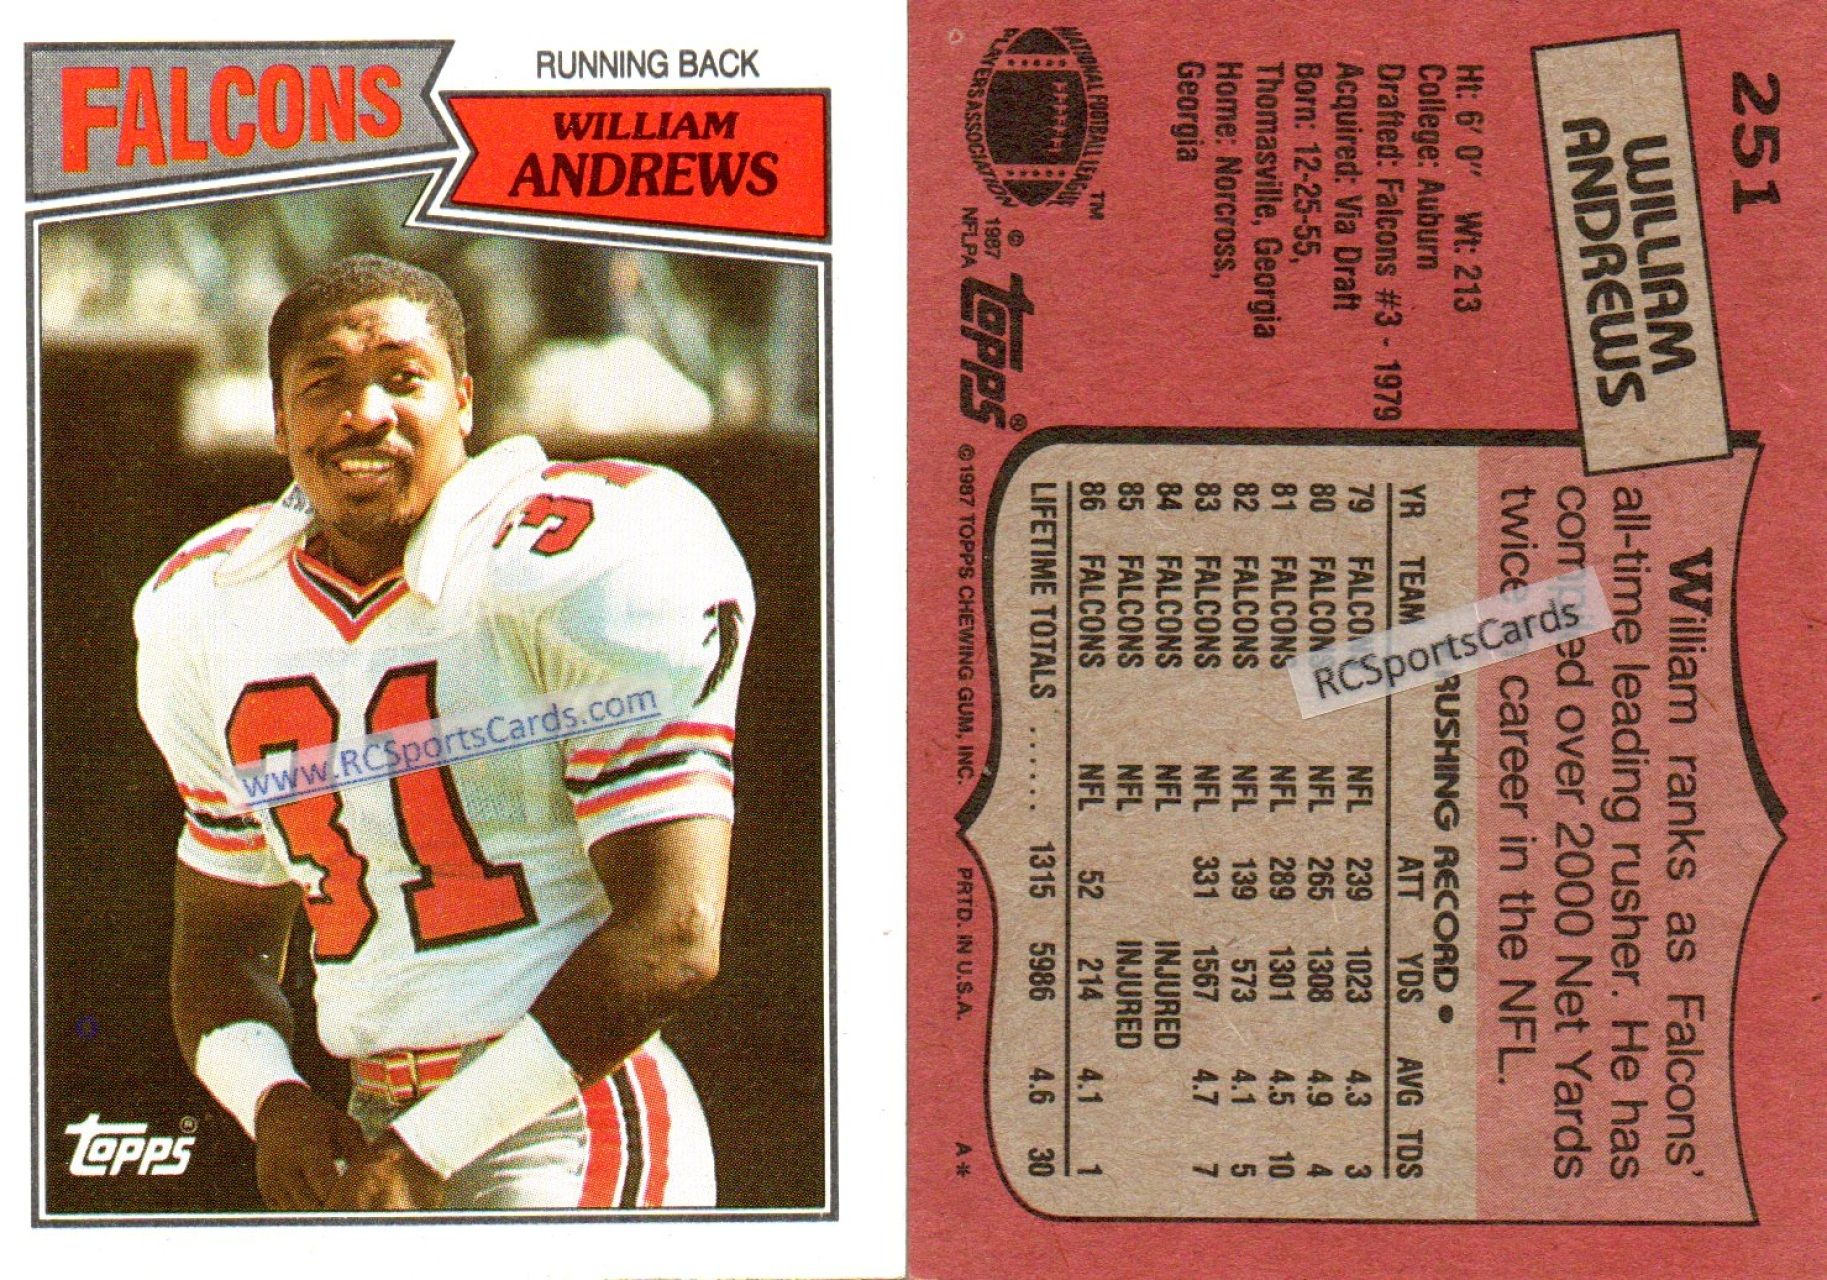 FALCONS
RUNNING BACK
WILLIAM
ANDREWS
31
31
www.RCSportsCards.com
TOPPS®
251
WILLIAM
ANDREWS
Ht: 6' 0" Wt: 213
College: Auburn
Drafted: Falcons #3 - 1979
Acquired: Via Draft
Born: 12-25-55,
Thomasville, Georgia
Home: Norcross,
Georgia
NATIONAL FOOTBALL LEAGUE
PLAYERS ASSOCIATION
TM
© 1987
NFLPA
TOPPS®
William ranks as Falcons'
all-time leading rusher. He has
compiled over 2000 Net Yards
twice career in the NFL.
RCSportsCards
RUSHING RECORD •
YR TEAM ATT YDS AVG TDS
79 FALCONS NFL 239 1023 4.3 3
80 FALCONS NFL 265 1308 4.9 4
81 FALCONS NFL 289 1301 4.5 10
82 FALCONS NFL 139 573 4.1 5
83 FALCONS NFL 331 1567 4.7 7
84 FALCONS NFL INJURED
85 FALCONS NFL INJURED
86 FALCONS NFL 52 214 4.1 1
LIFETIME TOTALS ...... 1315 5986 4.6 30
©1987 TOPPS CHEWING GUM, INC. PRTD. IN U.S.A. A*